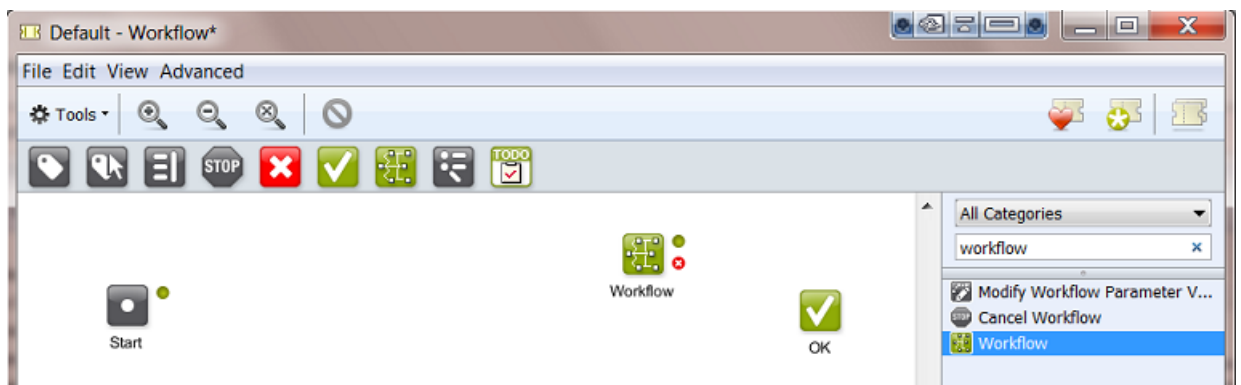 Default - Workflow*
File Edit View Advanced
Tools
STOP
TODO
All Categories
workflow
Workflow
Start
OK
Modify Workflow Parameter V...
STOP
Cancel Workflow
Workflow